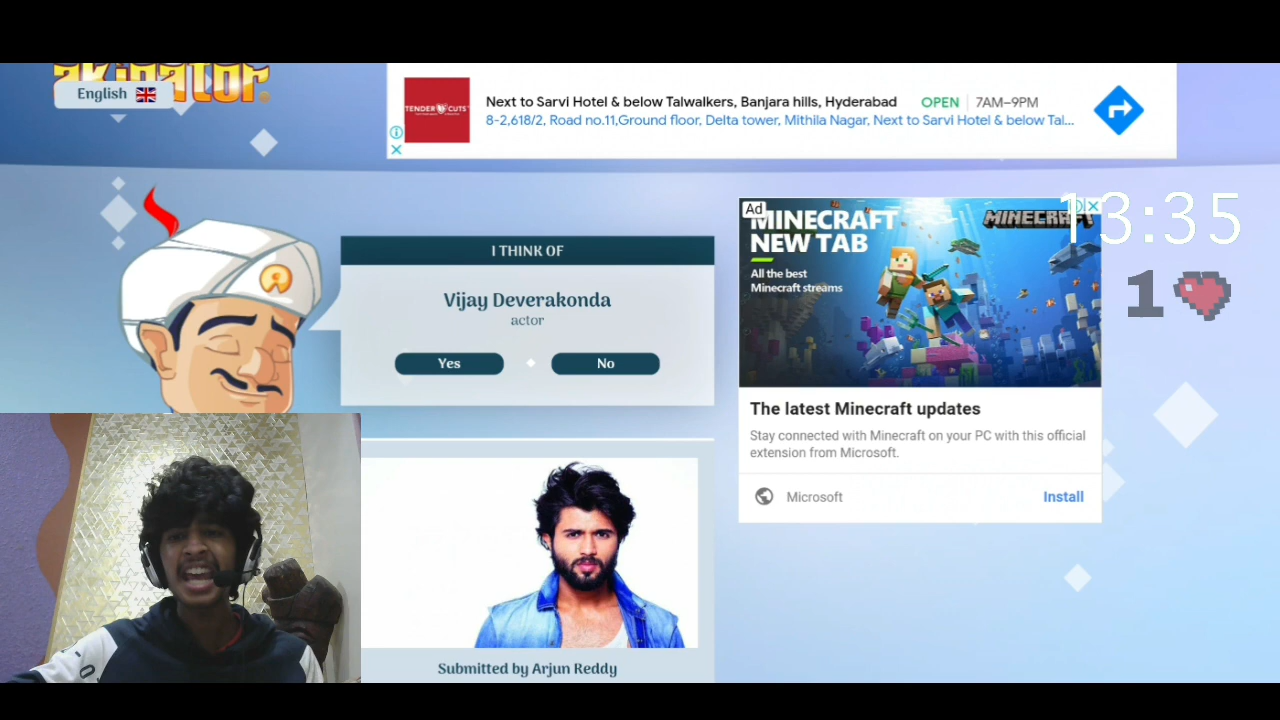 akinator
English
TENDER CUTS
Next to Sarvi Hotel & below Talwalkers, Banjara hills, Hyderabad OPEN 7AM–9PM
8-2,618/2, Road no.11,Ground floor, Delta tower, Mithila Nagar, Next to Sarvi Hotel & below Tal...
I THINK OF
Vijay Deverakonda
actor
Yes
No
Submitted by Arjun Reddy
Ad
MINECRAFT
NEW TAB
All the best
Minecraft streams
MINECRAFT
The latest Minecraft updates
Stay connected with Minecraft on your PC with this official
extension from Microsoft.
Microsoft
Install
13:35
1